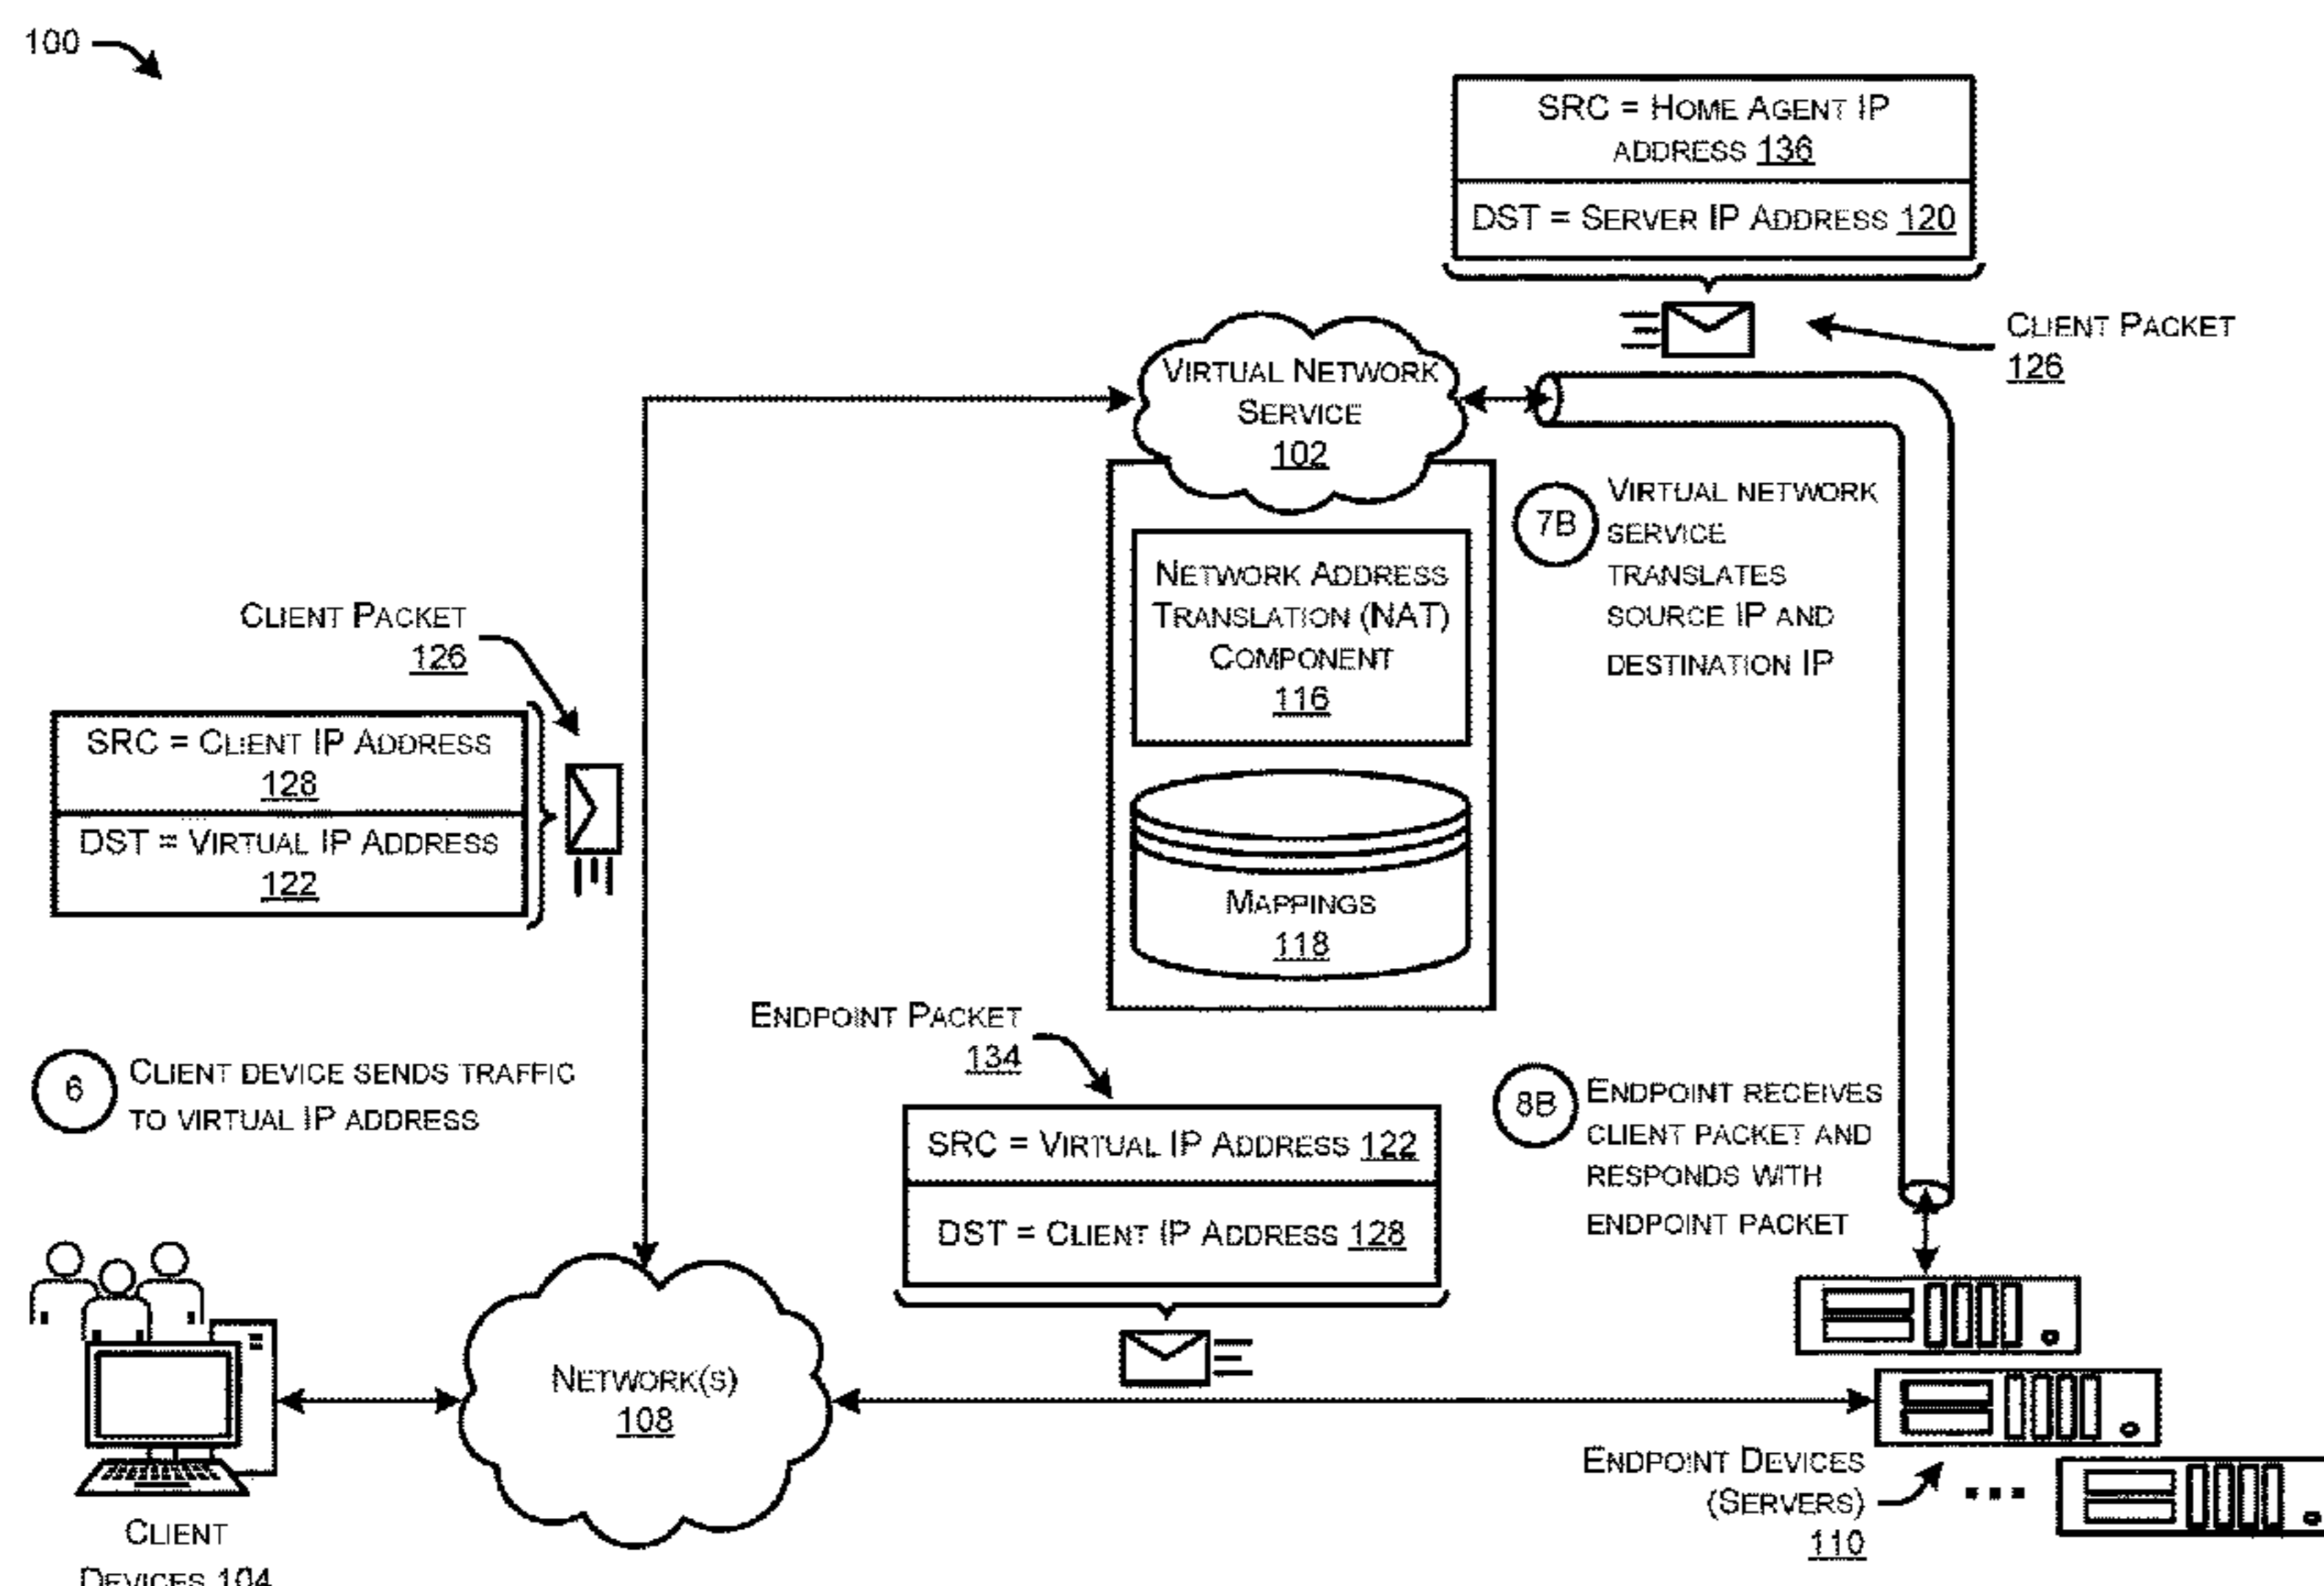 100
SRC = HOME AGENT IP
ADDRESS 136
DST = SERVER IP ADDRESS 120
CLIENT PACKET
126
VIRTUAL NETWORK
SERVICE
102
7B
VIRTUAL NETWORK
SERVICE
TRANSLATES
SOURCE IP AND
DESTINATION IP
NETWORK ADDRESS
TRANSLATION (NAT)
COMPONENT
116
CLIENT PACKET
126
SRC = CLIENT IP ADDRESS
128
DST = VIRTUAL IP ADDRESS
122
MAPPINGS
118
ENDPOINT PACKET
134
6
CLIENT DEVICE SENDS TRAFFIC
TO VIRTUAL IP ADDRESS
SRC = VIRTUAL IP ADDRESS 122
DST = CLIENT IP ADDRESS 128
8B
ENDPOINT RECEIVES
CLIENT PACKET AND
RESPONDS WITH
ENDPOINT PACKET
NETWORK(S)
108
ENDPOINT DEVICES
(SERVERS)
110
...
CLIENT
DEVICES 104